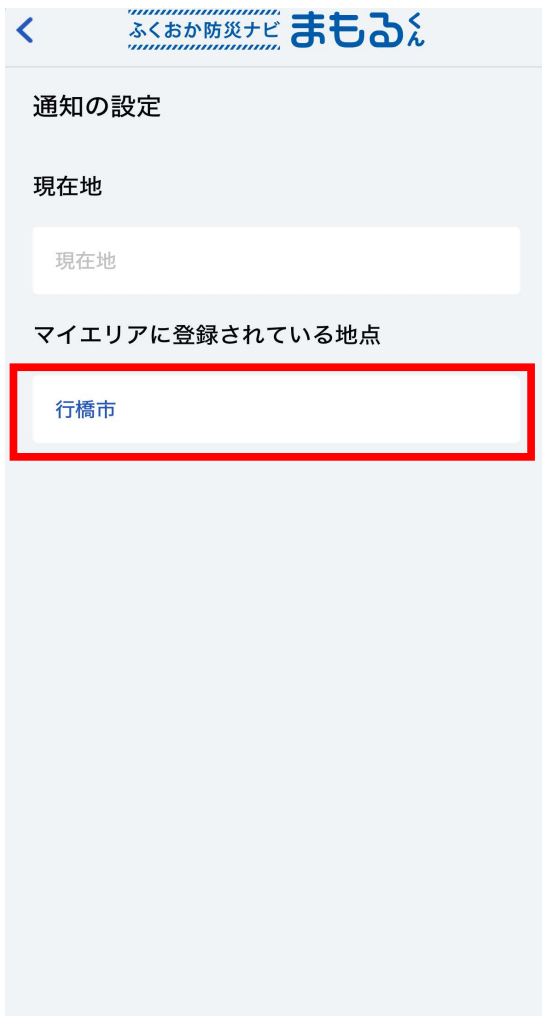 ふくおか防災ナビ まもるくん
通知の設定
現在地
現在地
マイエリアに登録されている地点
行橋市